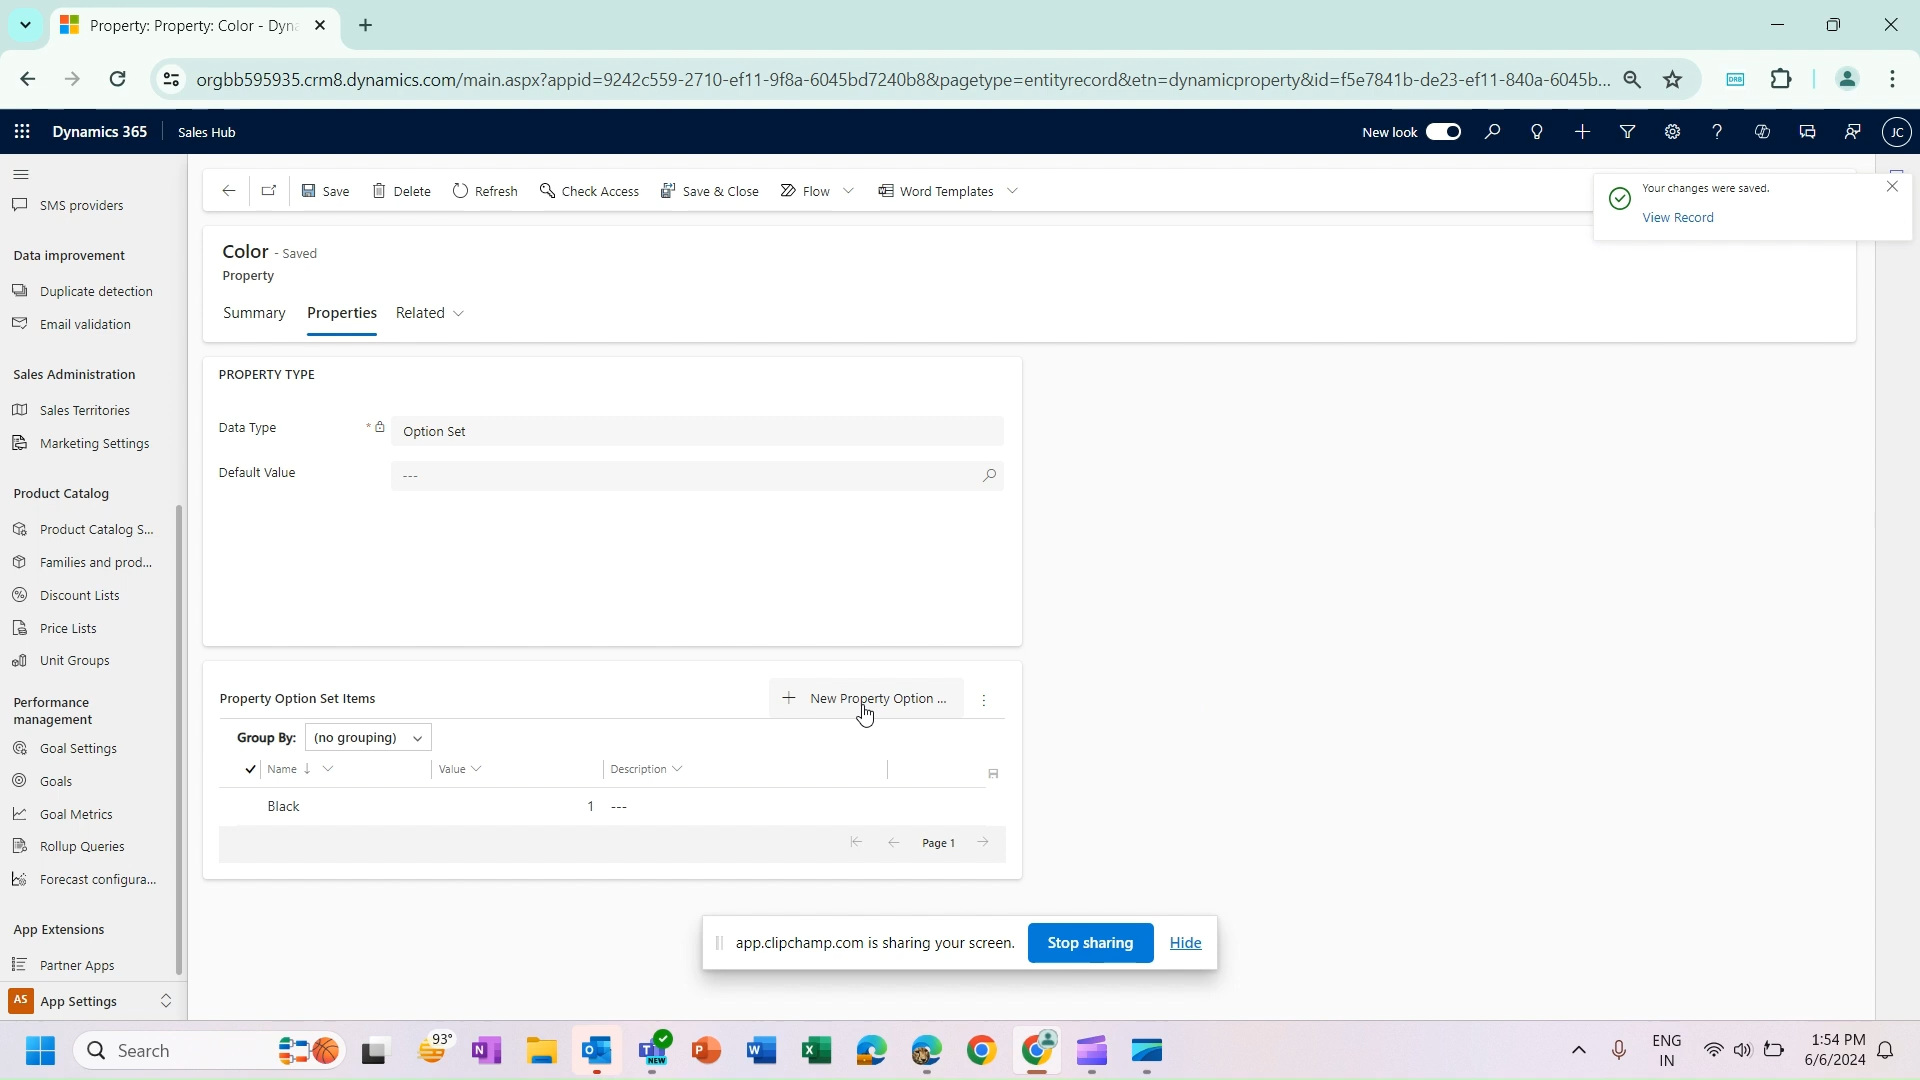 Property: Property: Color - Dyna
orgbb595935.crm8.dynamics.com/main.aspx?appid=9242c559-2710-ef11-9f8a-6045bd7240b8&pagetype=entityrecord&etn=dynamicproperty&id=f5e7841b-de23-ef11-840a-6045b...
Dynamics 365
Sales Hub
New look
JC
SMS providers
Data improvement
Duplicate detection
Email validation
Sales Administration
Sales Territories
Marketing Settings
Product Catalog
Product Catalog S...
Families and prod...
Discount Lists
Price Lists
Unit Groups
Performance
management
Goal Settings
Goals
Goal Metrics
Rollup Queries
Forecast configura...
App Extensions
Partner Apps
AS App Settings
Save Delete Refresh Check Access Save & Close Flow Word Templates
Your changes were saved.
View Record
Color - Saved
Property
Summary Properties Related
PROPERTY TYPE
Data Type * Option Set
Default Value ---
Property Option Set Items
New Property Option ...
Group By: (no grouping)
Name Value Description
Black 1 ---
Page 1
app.clipchamp.com is sharing your screen. Stop sharing Hide
Search
93°
NEW
ENG
IN
1:54 PM
6/6/2024